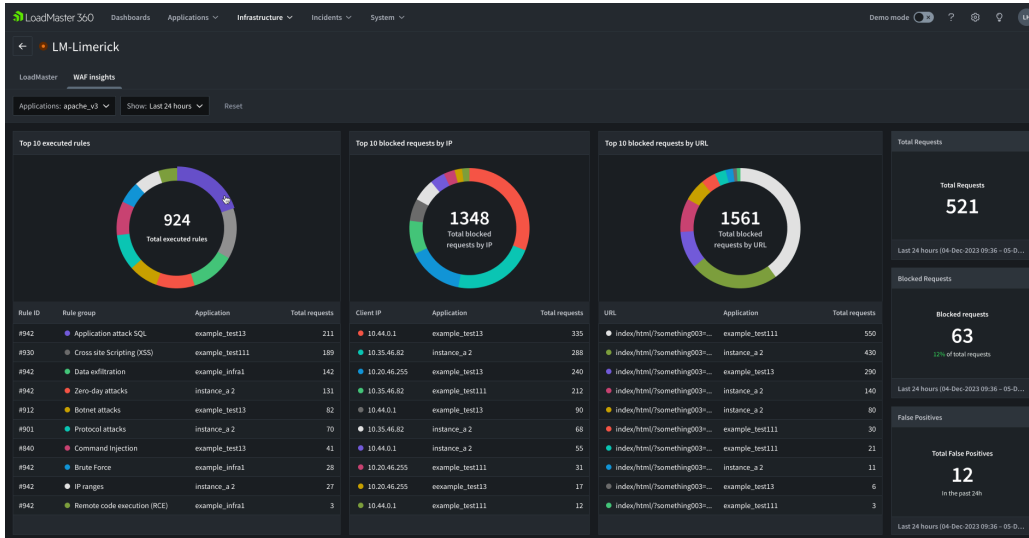 LoadMaster 360 Dashboards Applications Infrastructure Incidents System Demo mode ?
LM-Limerick
LoadMaster WAF insights
Applications: apache_v3 Show: Last 24 hours Reset
Top 10 executed rules
924
Total executed rules
Rule ID Rule group Application Total requests
#942 Application attack SQL example_test13 211
#930 Cross site Scripting (XSS) example_test111 189
#942 Data exfiltration example_infra1 142
#942 Zero-day attacks instance_a 2 131
#912 Botnet attacks example_test13 82
#901 Protocol attacks instance_a 2 70
#840 Command Injection example_test13 41
#942 Brute Force example_infra1 28
#942 IP ranges instance_a 2 27
#942 Remote code execution (RCE) example_infra1 3
Top 10 blocked requests by IP
1348
Total blocked
requests by IP
Client IP Application Total requests
10.44.0.1 example_test13 335
10.35.46.82 instance_a 2 288
10.20.46.255 example_test13 240
10.35.46.82 example_test111 212
10.44.0.1 example_test13 90
10.35.46.82 instance_a 2 68
10.44.0.1 instance_a 2 55
10.20.46.255 example_test111 31
10.20.46.255 eexample_test13 17
10.44.0.1 example_test111 12
Top 10 blocked requests by URL
1561
Total blocked
requests by URL
URL Application Total requests
index/html/?something003=... example_test111 550
index/html/?something003=... instance_a 2 430
index/html/?something003=... example_test13 290
index/html/?something003=... instance_a 2 140
index/html/?something003=... instance_a 2 80
index/html/?something003=... example_test111 30
index/html/?something003=... example_test111 21
index/html/?something003=... instance_a 2 11
index/html/?something003=... example_test13 6
index/html/?something003=... example_test111 3
Total Requests
Total Requests
521
Last 24 hours (04-Dec-2023 09:36 – 05-D...
Blocked Requests
Blocked requests
63
12% of total requests
Last 24 hours (04-Dec-2023 09:36 – 05-D...
False Positives
Total False Positives
12
In the past 24h
Last 24 hours (04-Dec-2023 09:36 – 05-D...